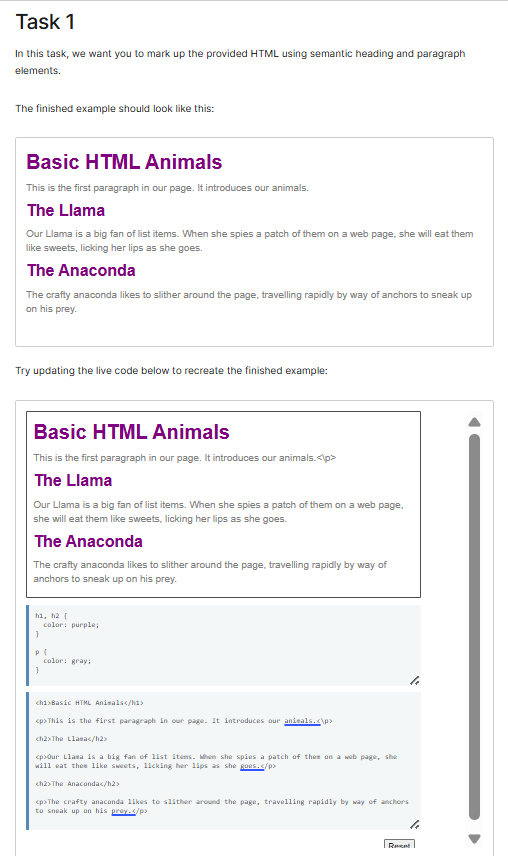 Task 1
In this task, we want you to mark up the provided HTML using semantic heading and paragraph
elements.
The finished example should look like this:
Basic HTML Animals
This is the first paragraph in our page. It introduces our animals.
The Llama
Our Llama is a big fan of list items. When she spies a patch of them on a web page, she will eat them
like sweets, licking her lips as she goes.
The Anaconda
The crafty anaconda likes to slither around the page, travelling rapidly by way of anchors to sneak up
on his prey.
Try updating the live code below to recreate the finished example:
Basic HTML Animals
This is the first paragraph in our page. It introduces our animals.<\p>
The Llama
Our Llama is a big fan of list items. When she spies a patch of them on a web page,
she will eat them like sweets, licking her lips as she goes.
The Anaconda
The crafty anaconda likes to slither around the page, travelling rapidly by way of
anchors to sneak up on his prey.
h1, h2 {
color: purple;
}
p {
color: gray;
}
<h1>Basic HTML Animals</h1>
<p>This is the first paragraph in our page. It introduces our animals.<\p>
<h2>The Llama</h2>
<p>Our Llama is a big fan of list items. When she spies a patch of them on a web page, she
will eat them like sweets, licking her lips as she goes.</p>
<h2>The Anaconda</h2>
<p>The crafty anaconda likes to slither around the page, travelling rapidly by way of anchors
to sneak up on his prey.</p>
Reset